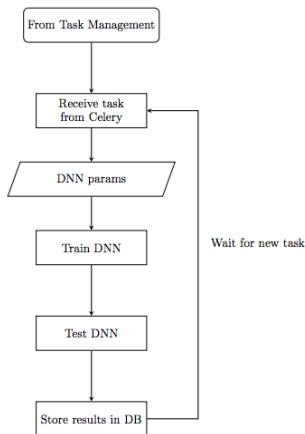 From Task Management
Receive task
from Celery
DNN params
Train DNN
Wait for new task
Test DNN
Store results in DB